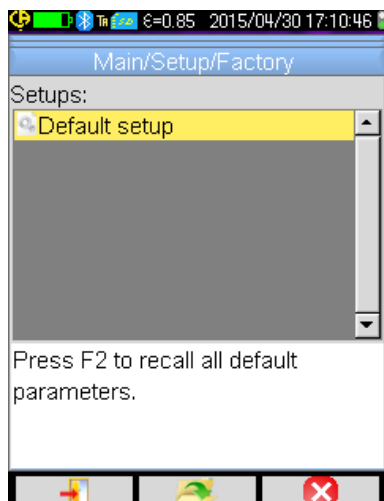 ε=0.85 2015/04/30 17:10:46
Main/Setup/Factory
Setups:
Default setup
Press F2 to recall all default
parameters.